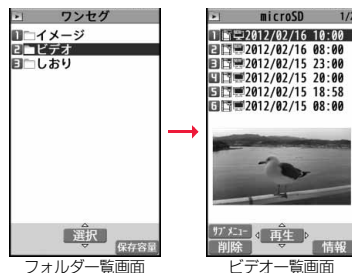 ワンセグ
1 イメージ
2 ビデオ
3 しおり
選択
保存容量
フォルダ一覧画面
microSD 1/
1 2012/02/16 10:00
2 2012/02/16 08:00
3 2012/02/15 23:00
4 2012/02/15 20:00
5 2012/02/15 18:58
6 2012/02/15 08:00
サブメニュー
再生
削除
情報
ビデオ一覧画面